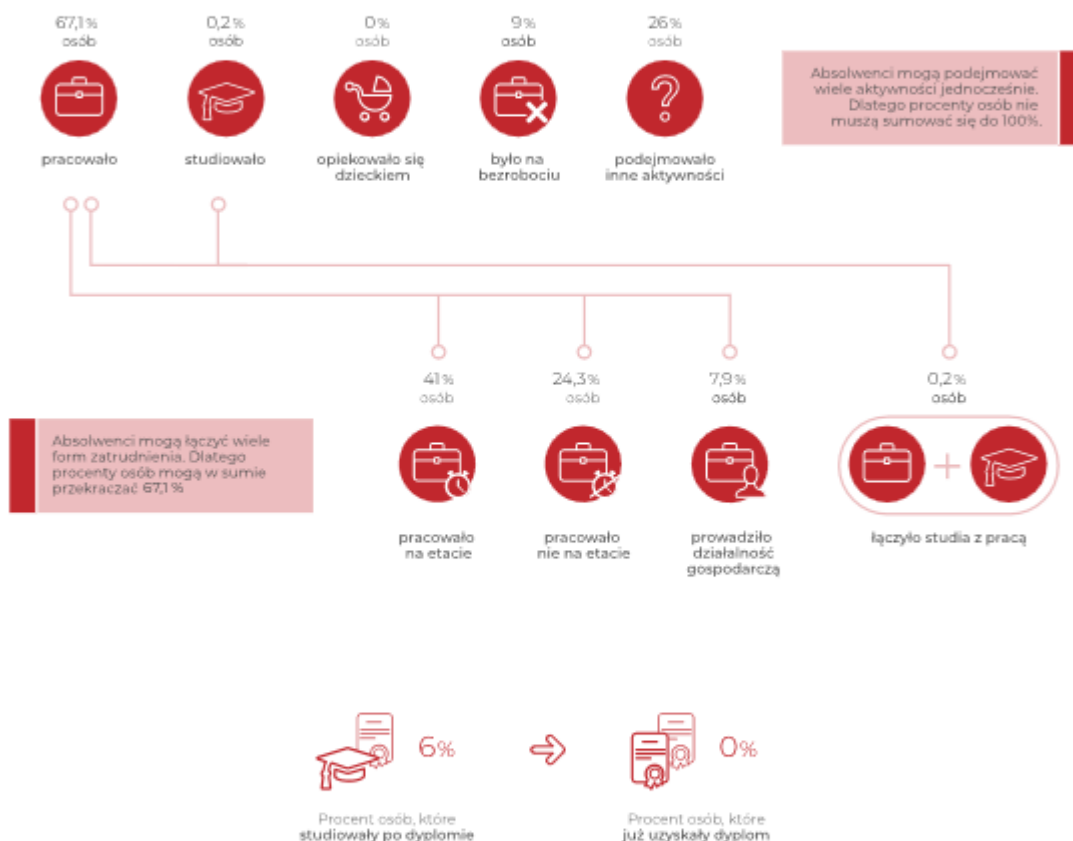 67,1%
osób
pracowało
0,2%
osób
studiowało
0%
osób
opiekowało się
dzieckiem
9%
osób
było na
bezrobociu
26%
osób
podejmowało
inne aktywności
Absolwenci mogą podejmować
wiele aktywności jednocześnie.
Dlatego procenty osób nie
muszą sumować się do 100%.
Absolwenci mogą łączyć wiele
form zatrudnienia. Dlatego
procenty osób mogą w sumie
przekraczać 67,1%
41%
osób
pracowało
na etacie
24,3%
osób
pracowało
nie na etacie
7,9%
osób
prowadziło
działalność
gospodarczą
0,2%
osób
łączyło studia z pracą
6%
Procent osób, które
studiowały po dyplomie
0%
Procent osób, które
już uzyskały dyplom